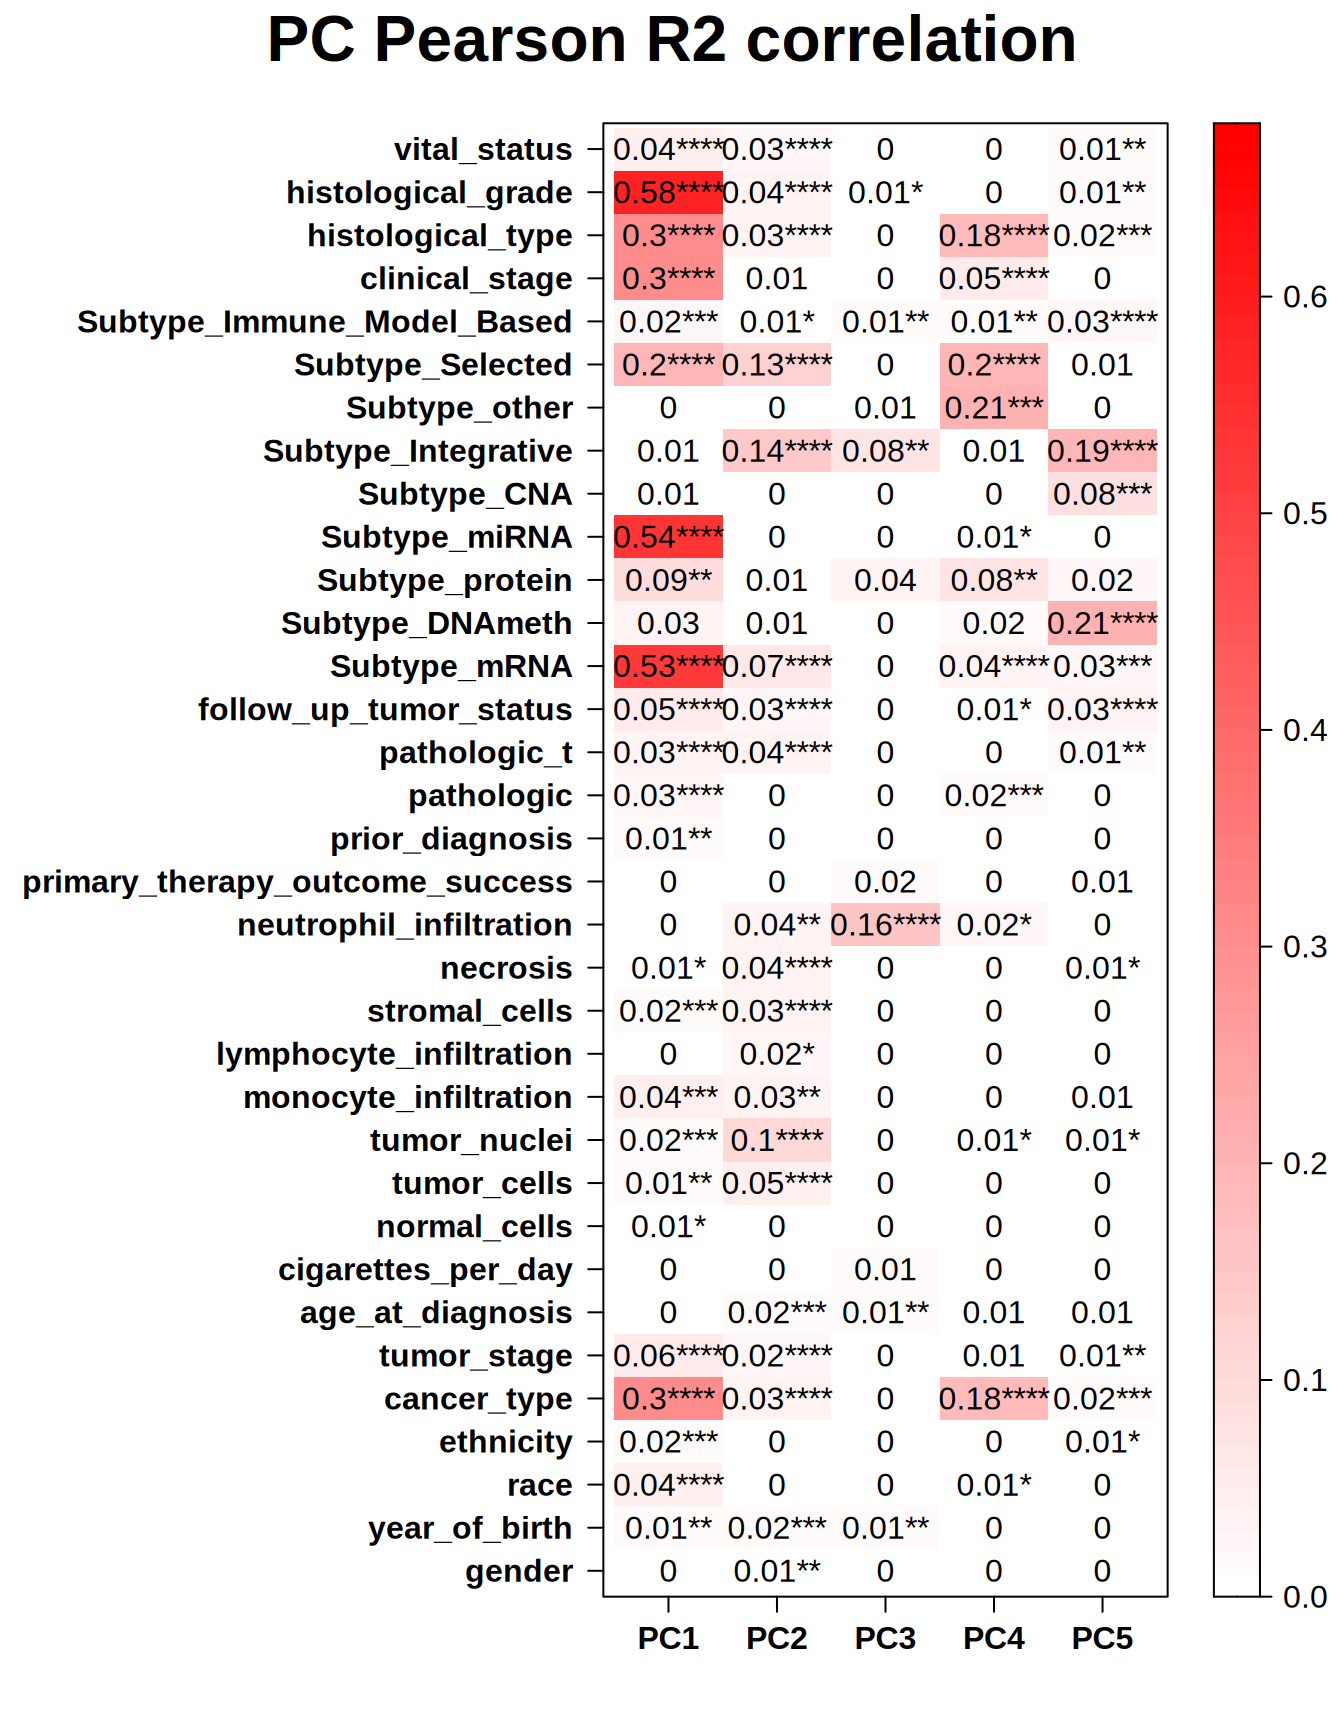 PC Pearson R2 correlation
vital_status 0.04**** 0.03**** 0 0 0.01**
histological_grade 0.58**** 0.04**** 0.01* 0 0.01**
histological_type 0.3**** 0.03**** 0 0.18**** 0.02***
clinical_stage 0.3**** 0.01 0 0.05**** 0
0.6
Subtype_Immune_Model_Based 0.02*** 0.01* 0.01** 0.01** 0.03****
Subtype_Selected 0.2**** 0.13**** 0 0.2**** 0.01
Subtype_other 0 0 0.01 0.21*** 0
Subtype_Integrative 0.01 0.14**** 0.08** 0.01 0.19****
Subtype_CNA 0.01 0 0 0 0.08***
0.5
Subtype_miRNA 0.54**** 0 0 0.01* 0
Subtype_protein 0.09** 0.01 0.04 0.08** 0.02
Subtype_DNAmeth 0.03 0.01 0 0.02 0.21****
Subtype_mRNA 0.53**** 0.07**** 0 0.04**** 0.03***
follow_up_tumor_status 0.05**** 0.03**** 0 0.01* 0.03****
0.4
pathologic_t 0.03**** 0.04**** 0 0 0.01**
pathologic 0.03**** 0 0 0.02*** 0
prior_diagnosis 0.01** 0 0 0 0
primary_therapy_outcome_success 0 0 0.02 0 0.01
neutrophil_infiltration 0 0.04** 0.16**** 0.02* 0
0.3
necrosis 0.01* 0.04**** 0 0 0.01*
stromal_cells 0.02*** 0.03**** 0 0 0
lymphocyte_infiltration 0 0.02* 0 0 0
monocyte_infiltration 0.04*** 0.03** 0 0 0.01
tumor_nuclei 0.02*** 0.1**** 0 0.01* 0.01*
0.2
tumor_cells 0.01** 0.05**** 0 0 0
normal_cells 0.01* 0 0 0 0
cigarettes_per_day 0 0 0.01 0 0
age_at_diagnosis 0 0.02*** 0.01** 0.01 0.01
tumor_stage 0.06**** 0.02**** 0 0.01 0.01**
0.1
cancer_type 0.3**** 0.03**** 0 0.18**** 0.02***
ethnicity 0.02*** 0 0 0 0.01*
race 0.04**** 0 0 0.01* 0
year_of_birth 0.01** 0.02*** 0.01** 0 0
gender 0 0.01** 0 0 0
0.0
PC1 PC2 PC3 PC4 PC5